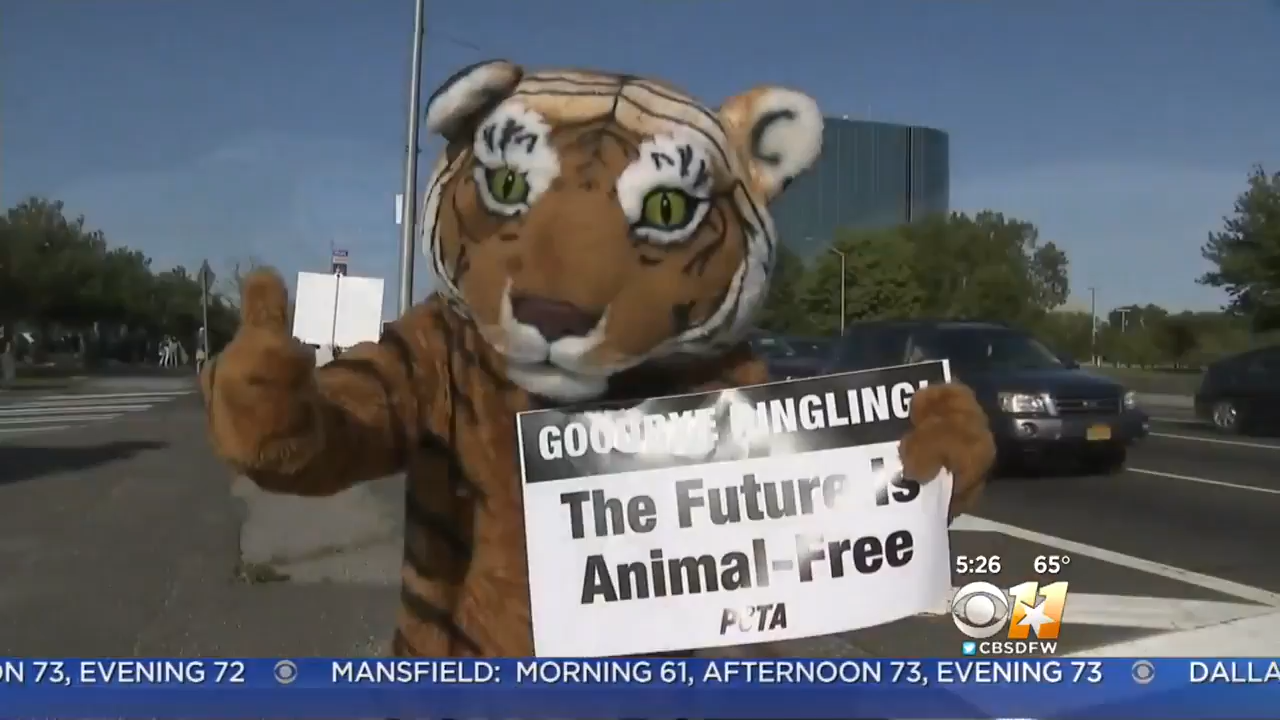 GOODBYE RINGLING!
The Future Is
Animal-Free
PETA
5:26 65°
11
CBSDFW
ON 73, EVENING 72 MANSFIELD: MORNING 61, AFTERNOON 73, EVENING 73 DALLA